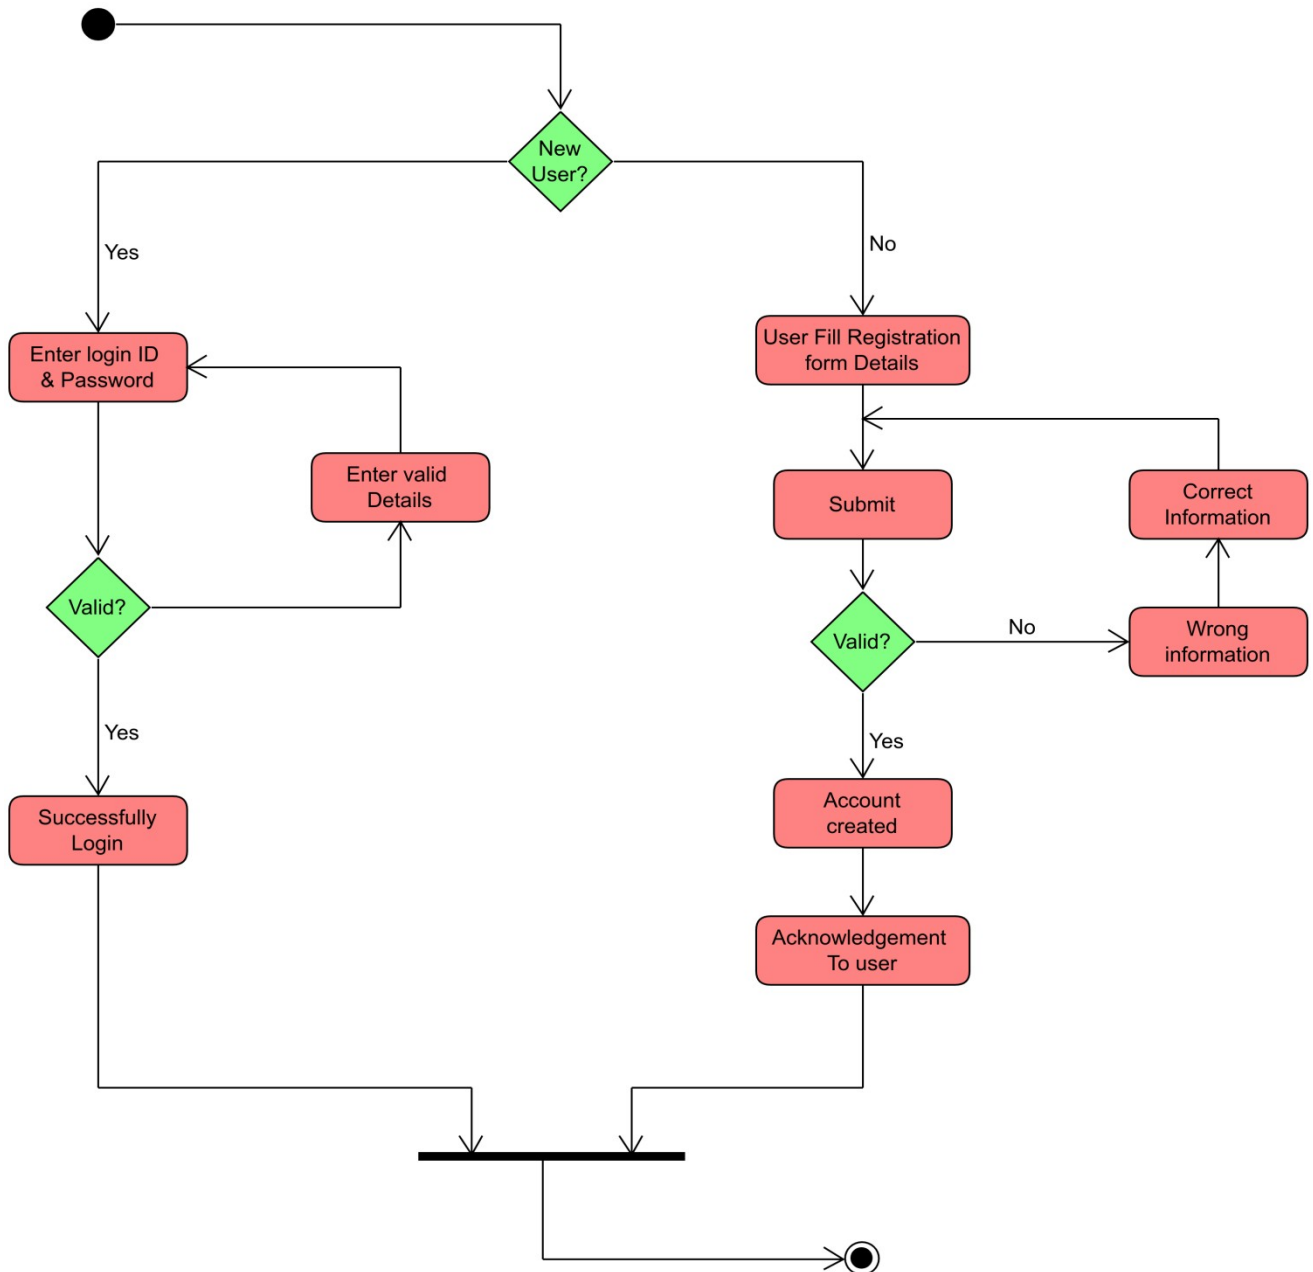 New
User?
Yes
No
Enter login ID
& Password
User Fill Registration
form Details
Enter valid
Details
Submit
Correct
Information
Valid?
Valid?
No
Wrong
information
Yes
Yes
Successfully
Login
Account
created
Acknowledgement
To user